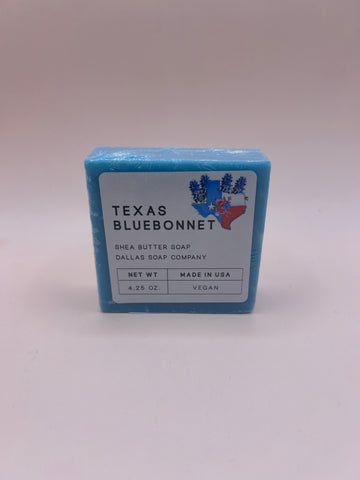 TEXAS
BLUEBONNET
SHEA BUTTER SOAP
DALLAS SOAP COMPANY
NET WT MADE IN USA
4.25 OZ. VEGAN